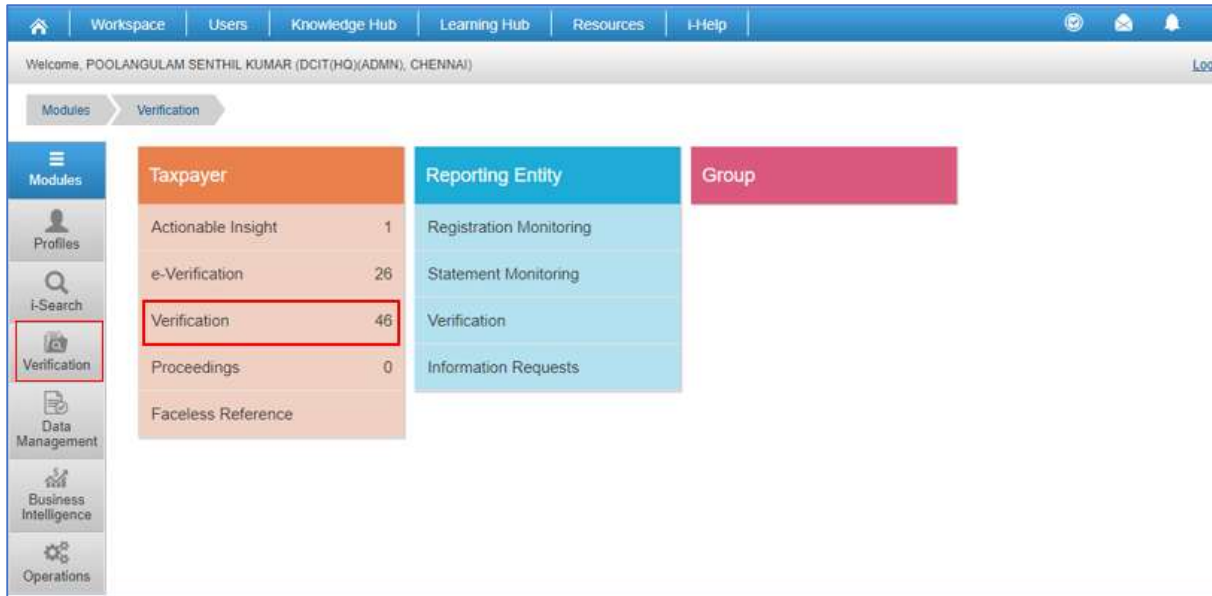 Workspace Users Knowledge Hub Learning Hub Resources i-Help
Welcome, POOLANGULAM SENTHIL KUMAR (DCIT(HQ)(ADMN), CHENNAI)
Modules Verification
Modules
Profiles
i-Search
Verification
Data
Management
Business
Intelligence
Operations
Taxpayer
Actionable Insight 1
e-Verification 26
Verification 46
Proceedings 0
Faceless Reference
Reporting Entity
Registration Monitoring
Statement Monitoring
Verification
Information Requests
Group